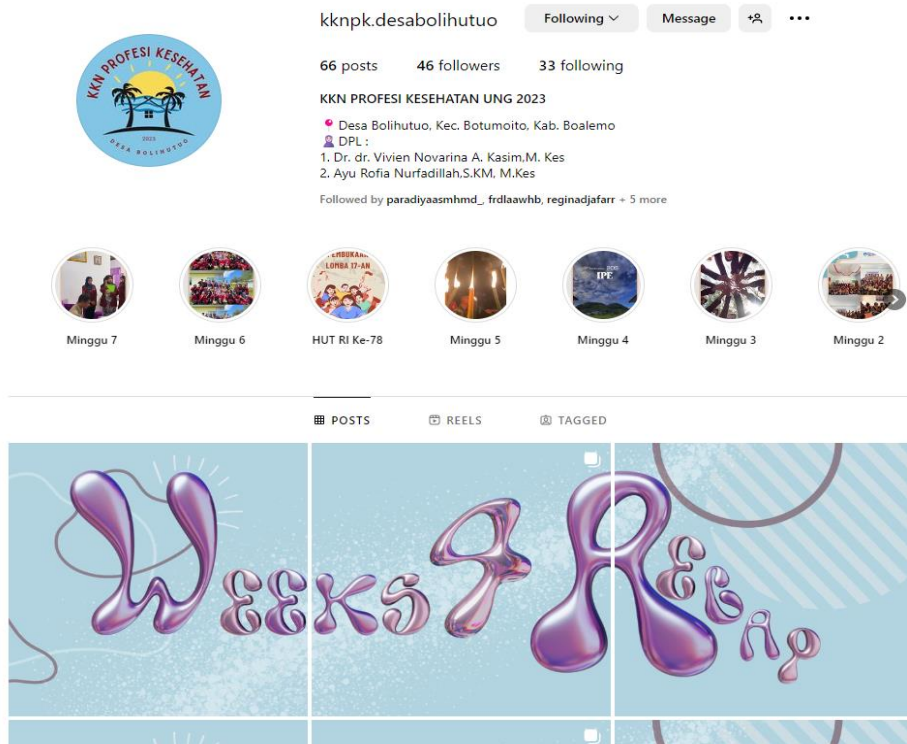 kknpk.desabolihutuo Following Message
66 posts 46 followers 33 following
KKN PROFESI KESEHATAN UNG 2023
Desa Bolihutuo, Kec. Botumoito, Kab. Boalemo
DPL :
1. Dr. dr. Vivien Novarina A. Kasim,M. Kes
2. Ayu Rofia Nurfadillah,S.KM, M.Kes
Followed by paradiyaasmhmd_, frdlaawhb, reginadjafarr + 5 more
KKN PROFESI KESEHATAN
2023
DESA BOLIHUTUO
LOMBA 17-AN
IPE
Minggu 7 Minggu 6 HUT RI Ke-78 Minggu 5 Minggu 4 Minggu 3 Minggu 2
POSTS REELS TAGGED
WEEKS 7 REGAP